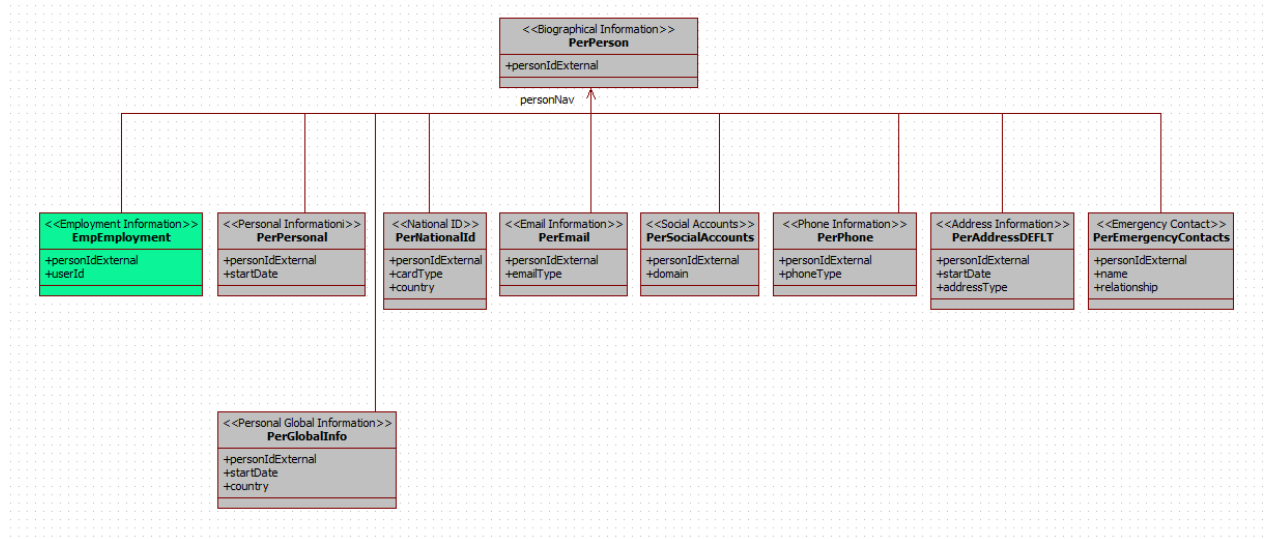 <<Biographical Information>>
PerPerson
+personIdExternal
personNav
<<Employment Information>>
EmpEmployment
+personIdExternal
+userId
<<Personal Informationi>>
PerPersonal
+personIdExternal
+startDate
<<National ID>>
PerNationalId
+personIdExternal
+cardType
+country
<<Email Information>>
PerEmail
+personIdExternal
+emailType
<<Social Accounts>>
PerSocialAccounts
+personIdExternal
+domain
<<Phone Information>>
PerPhone
+personIdExternal
+phoneType
<<Address Information>>
PerAddressDEFLT
+personIdExternal
+startDate
+addressType
<<Emergency Contact>>
PerEmergencyContacts
+personIdExternal
+name
+relationship
<<Personal Global Information>>
PerGlobalInfo
+personIdExternal
+startDate
+country